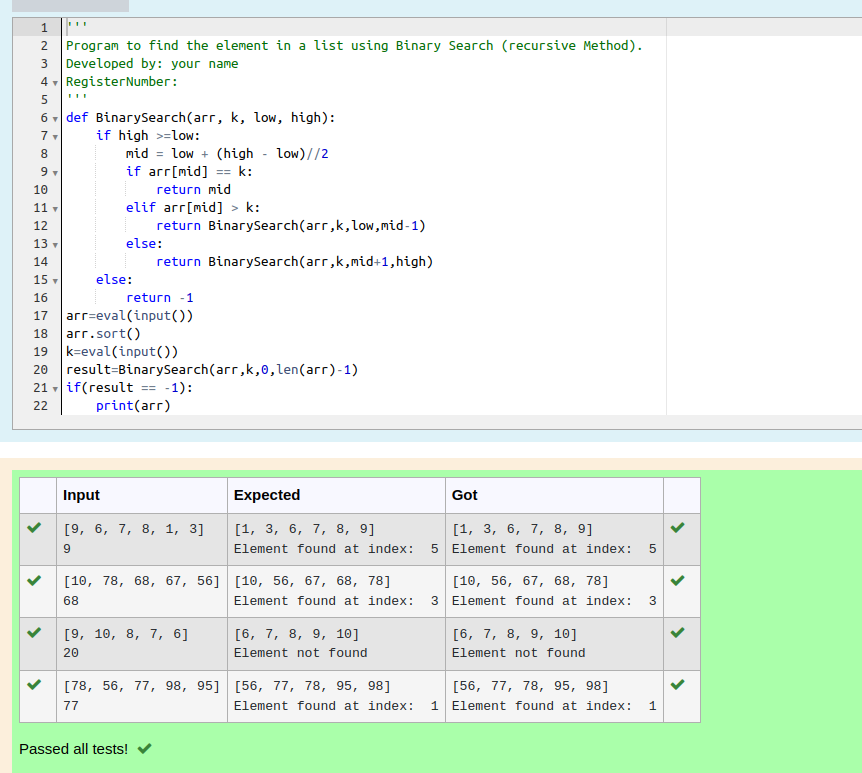 1 '''
2 Program to find the element in a list using Binary Search (recursive Method).
3 Developed by: your name
4 RegisterNumber:
5 '''
6 def BinarySearch(arr, k, low, high):
7     if high >=low:
8         mid = low + (high - low)//2
9         if arr[mid] == k:
10             return mid
11         elif arr[mid] > k:
12             return BinarySearch(arr,k,low,mid-1)
13         else:
14             return BinarySearch(arr,k,mid+1,high)
15     else:
16         return -1
17 arr=eval(input())
18 arr.sort()
19 k=eval(input())
20 result=BinarySearch(arr,k,0,len(arr)-1)
21 if(result == -1):
22     print(arr)
Input Expected Got
[9, 6, 7, 8, 1, 3] [1, 3, 6, 7, 8, 9] [1, 3, 6, 7, 8, 9]
9 Element found at index:  5 Element found at index:  5
[10, 78, 68, 67, 56] [10, 56, 67, 68, 78] [10, 56, 67, 68, 78]
68 Element found at index:  3 Element found at index:  3
[9, 10, 8, 7, 6] [6, 7, 8, 9, 10] [6, 7, 8, 9, 10]
20 Element not found Element not found
[78, 56, 77, 98, 95] [56, 77, 78, 95, 98] [56, 77, 78, 95, 98]
77 Element found at index:  1 Element found at index:  1
Passed all tests!